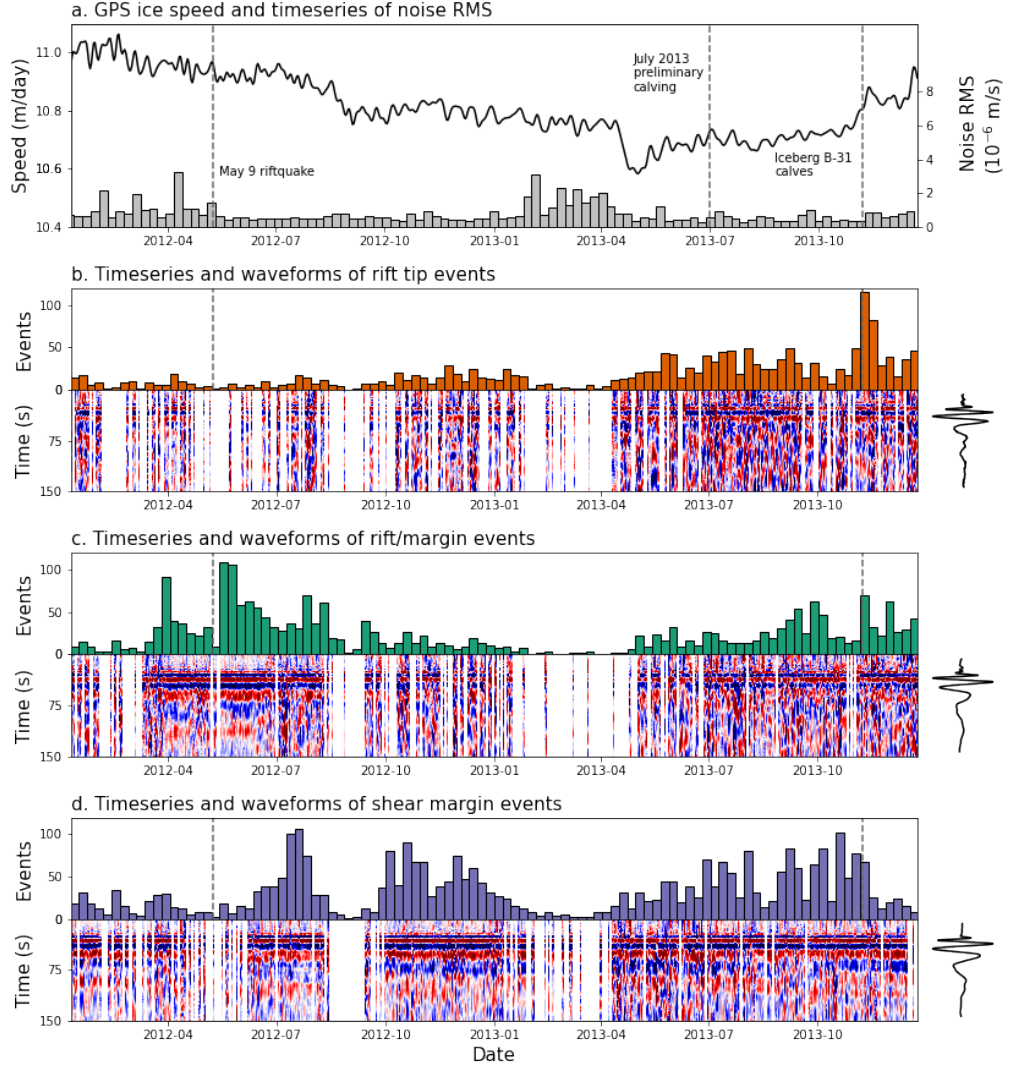 a. GPS ice speed and timeseries of noise RMS
Speed (m/day)
11.0
10.8
10.6
10.4
July 2013
preliminary
calving
May 9 riftquake
Iceberg B-31
calves
8
6
4
2
0
Noise RMS
(10⁻⁶ m/s)
2012-04 2012-07 2012-10 2013-01 2013-04 2013-07 2013-10
b. Timeseries and waveforms of rift tip events
Events
100
50
0
Time (s)
75
150
2012-04 2012-07 2012-10 2013-01 2013-04 2013-07 2013-10
c. Timeseries and waveforms of rift/margin events
Events
100
50
0
Time (s)
75
150
2012-04 2012-07 2012-10 2013-01 2013-04 2013-07 2013-10
d. Timeseries and waveforms of shear margin events
Events
100
50
0
Time (s)
75
150
2012-04 2012-07 2012-10 2013-01 2013-04 2013-07 2013-10
Date